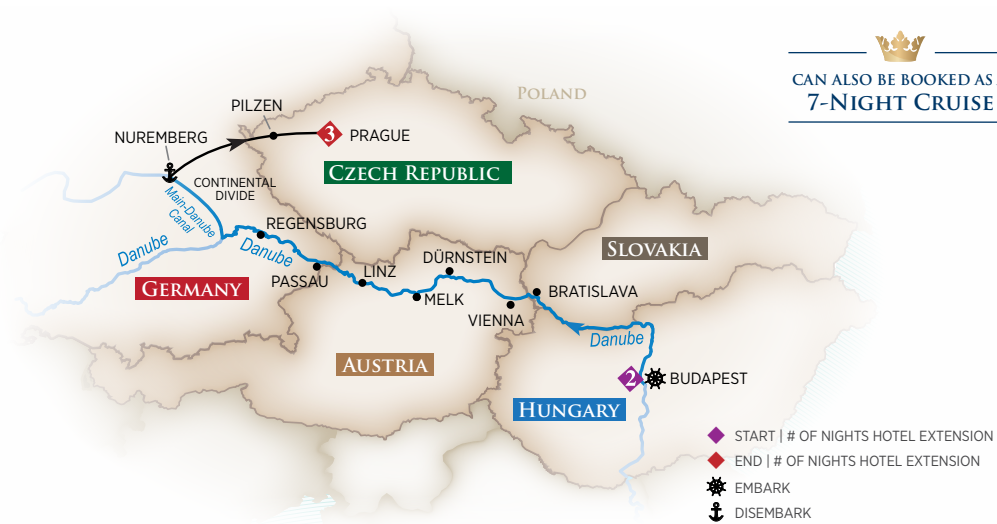 CAN ALSO BE BOOKED AS
7-NIGHT CRUISE
POLAND
PILZEN
NUREMBERG
3
PRAGUE
CZECH REPUBLIC
CONTINENTAL
DIVIDE
Main-Danube
Canal
REGENSBURG
Danube
Danube
SLOVAKIA
DÜRNSTEIN
GERMANY
PASSAU
LINZ
MELK
BRATISLAVA
VIENNA
Danube
AUSTRIA
2
BUDAPEST
HUNGARY
START | # OF NIGHTS HOTEL EXTENSION
END | # OF NIGHTS HOTEL EXTENSION
EMBARK
DISEMBARK